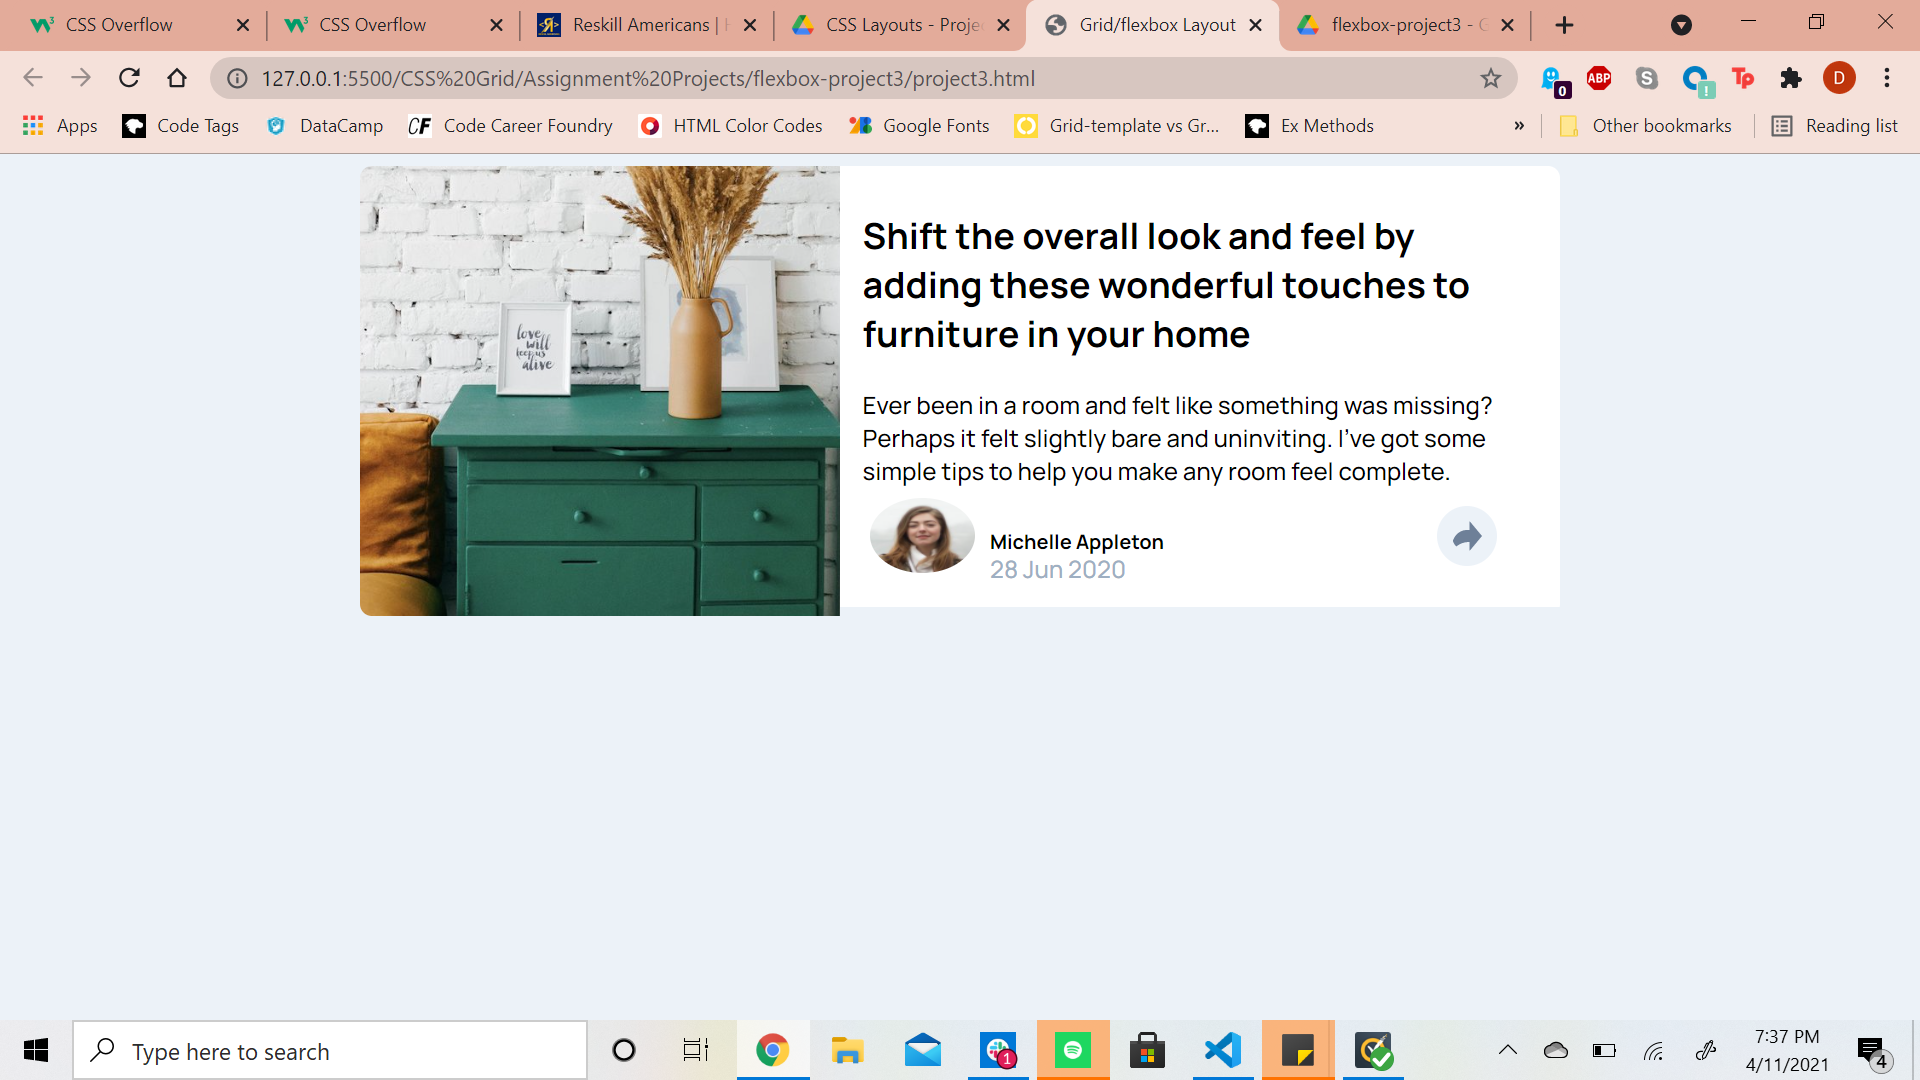 CSS Overflow
CSS Overflow
Reskill Americans |
CSS Layouts - Proje
Grid/flexbox Layout
flexbox-project3 - G
127.0.0.1:5500/CSS%20Grid/Assignment%20Projects/flexbox-project3/project3.html
0
ABP
S
!
Tp
D
Apps
Code Tags
DataCamp
CF
Code Career Foundry
HTML Color Codes
Google Fonts
Grid-template vs Gr...
Ex Methods
»
Other bookmarks
Reading list
love
will
keep us
alive
Shift the overall look and feel by
adding these wonderful touches to
furniture in your home
Ever been in a room and felt like something was missing?
Perhaps it felt slightly bare and uninviting. I’ve got some
simple tips to help you make any room feel complete.
Michelle Appleton
28 Jun 2020
Type here to search
1
7:37 PM
4/11/2021
4